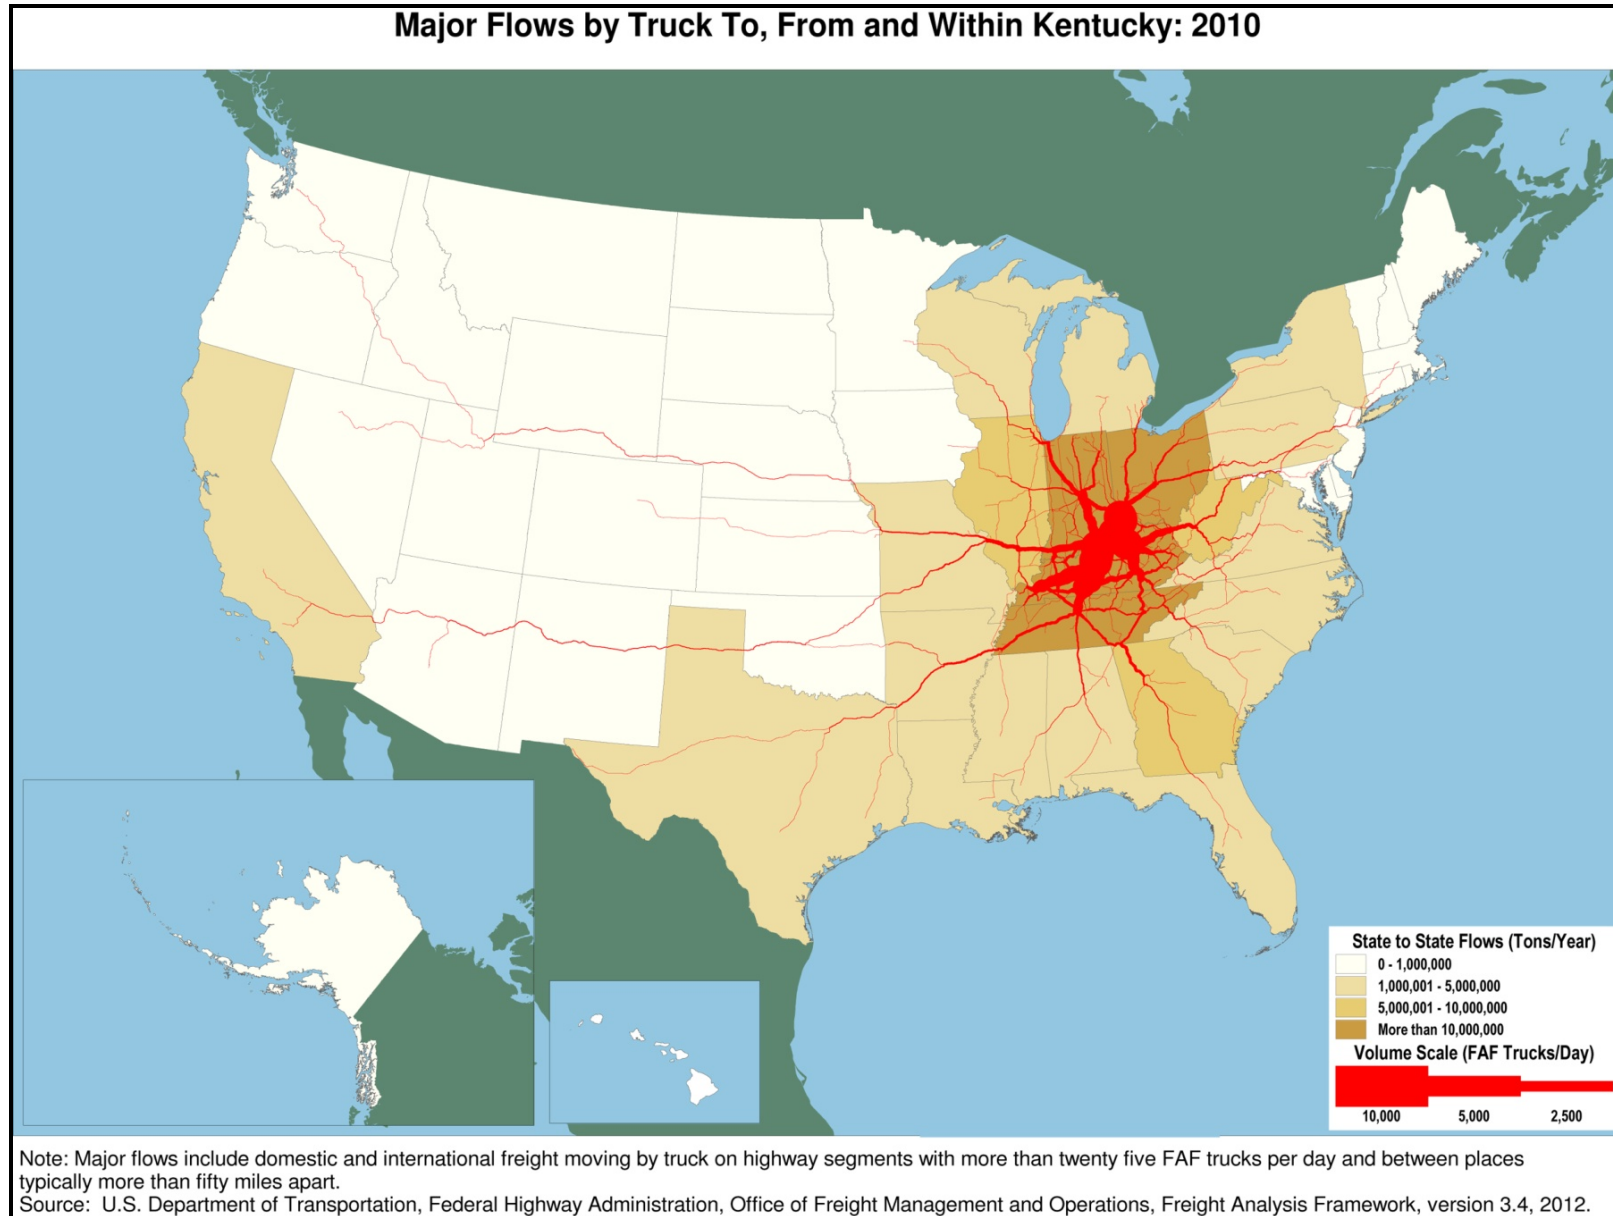 Major Flows by Truck To, From and Within Kentucky: 2010
State to State Flows (Tons/Year)
0 - 1,000,000
1,000,001 - 5,000,000
5,000,001 - 10,000,000
More than 10,000,000
Volume Scale (FAF Trucks/Day)
10,000 5,000 2,500
Note: Major flows include domestic and international freight moving by truck on highway segments with more than twenty five FAF trucks per day and between places
typically more than fifty miles apart.
Source: U.S. Department of Transportation, Federal Highway Administration, Office of Freight Management and Operations, Freight Analysis Framework, version 3.4, 2012.